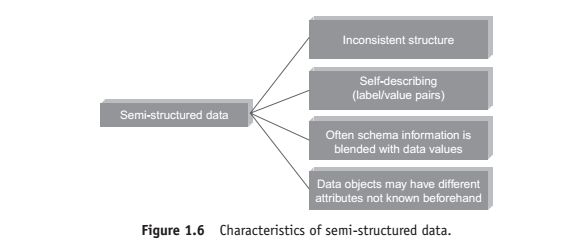 Inconsistent structure
Self-describing
(label/value pairs)
Semi-structured data
Often schema information is
blended with data values
Data objects may have different
attributes not known beforehand
Figure 1.6 Characteristics of semi-structured data.